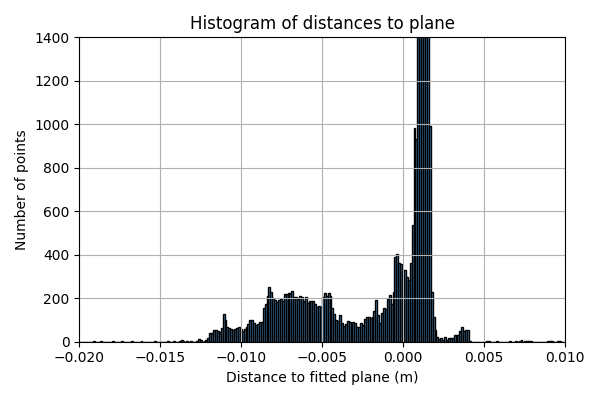 Histogram of distances to plane
1400
1200
1000
800
600
400
200
0
Number of points
−0.020 −0.015 −0.010 −0.005 0.000 0.005 0.010
Distance to fitted plane (m)